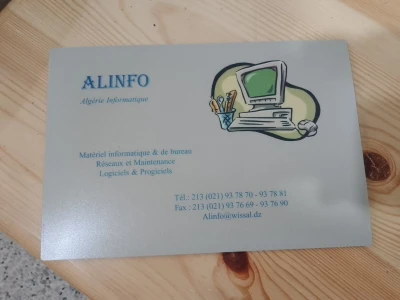 ALINFO
Algérie Informatique
Matériel informatique & de bureau
Réseaux et Maintenance
Logiciels & Progiciels
Tél.: 213 (021) 93 78 70 - 93 78 81
Fax : 213 (021) 93 76 69 - 93 76 90
Alinfo@wissal.dz